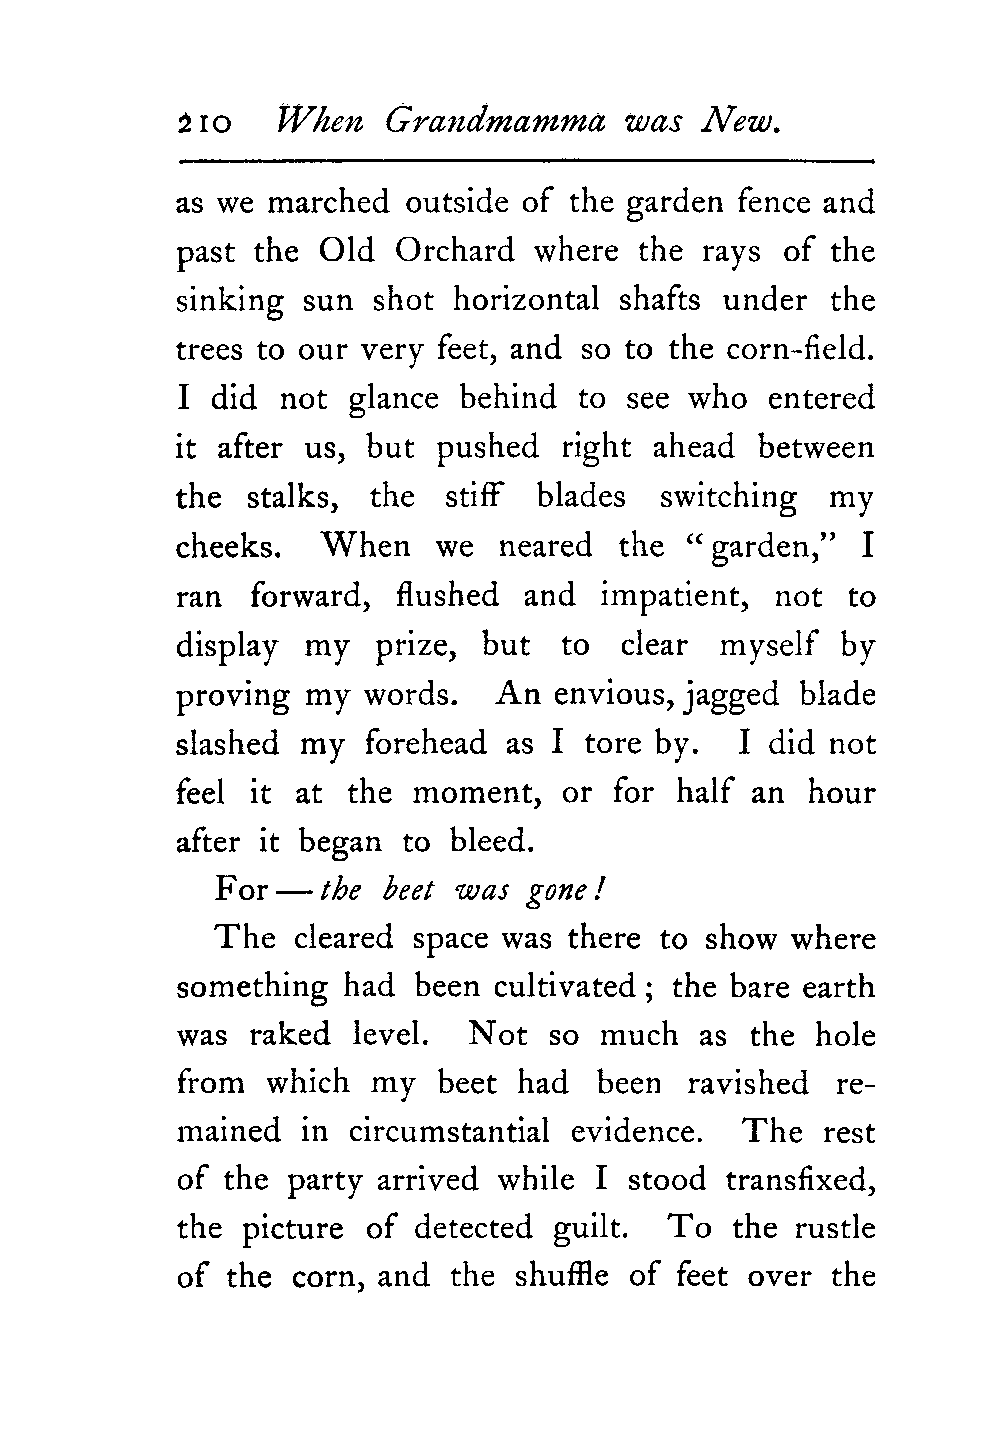 210 When Grandmamma was New.
as we marched outside of the garden fence and
past the Old Orchard where the rays of the
sinking sun shot horizontal shafts under the
trees to our very feet, and so to the corn-field.
I did not glance behind to see who entered
it after us, but pushed right ahead between
the stalks, the stiff blades switching my
cheeks. When we neared the "garden," I
ran forward, flushed and impatient, not to
display my prize, but to clear myself by
proving my words. An envious, jagged blade
slashed my forehead as I tore by. I did not
feel it at the moment, or for half an hour
after it began to bleed.
For — the beet was gone!
The cleared space was there to show where
something had been cultivated; the bare earth
was raked level. Not so much as the hole
from which my beet had been ravished re-
mained in circumstantial evidence. The rest
of the party arrived while I stood transfixed,
the picture of detected guilt. To the rustle
of the corn, and the shuffle of feet over the